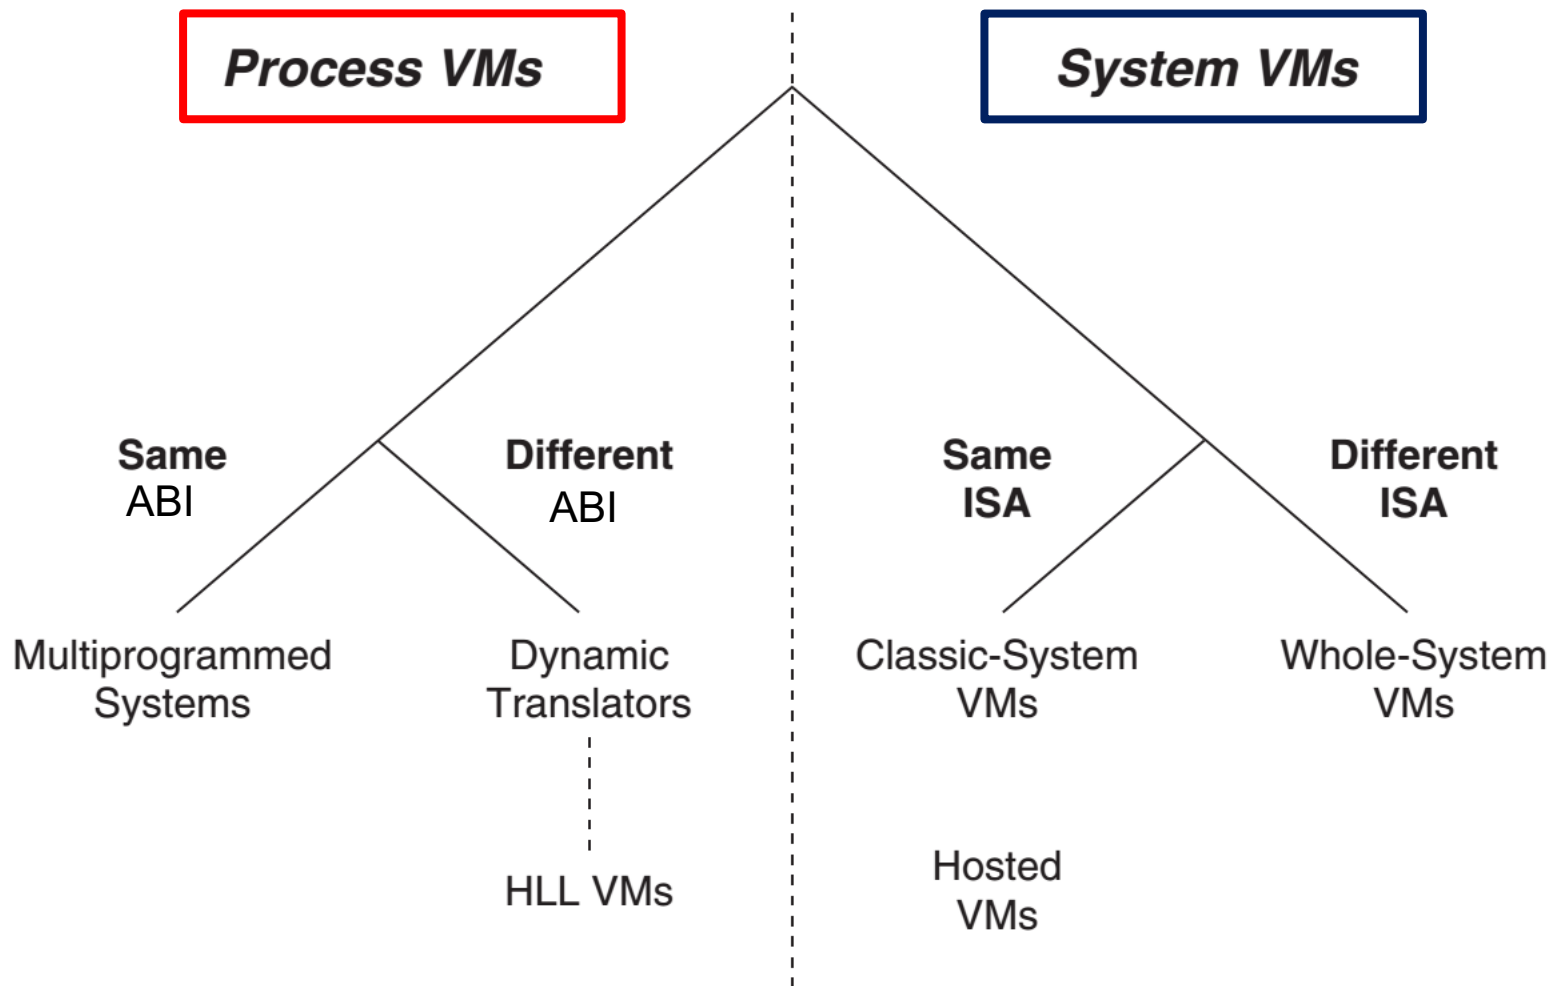 Process VMs
System VMs
Same
ABI
Different
ABI
Same
ISA
Different
ISA
Multiprogrammed
Systems
Dynamic
Translators
Classic-System
VMs
Whole-System
VMs
HLL VMs
Hosted
VMs